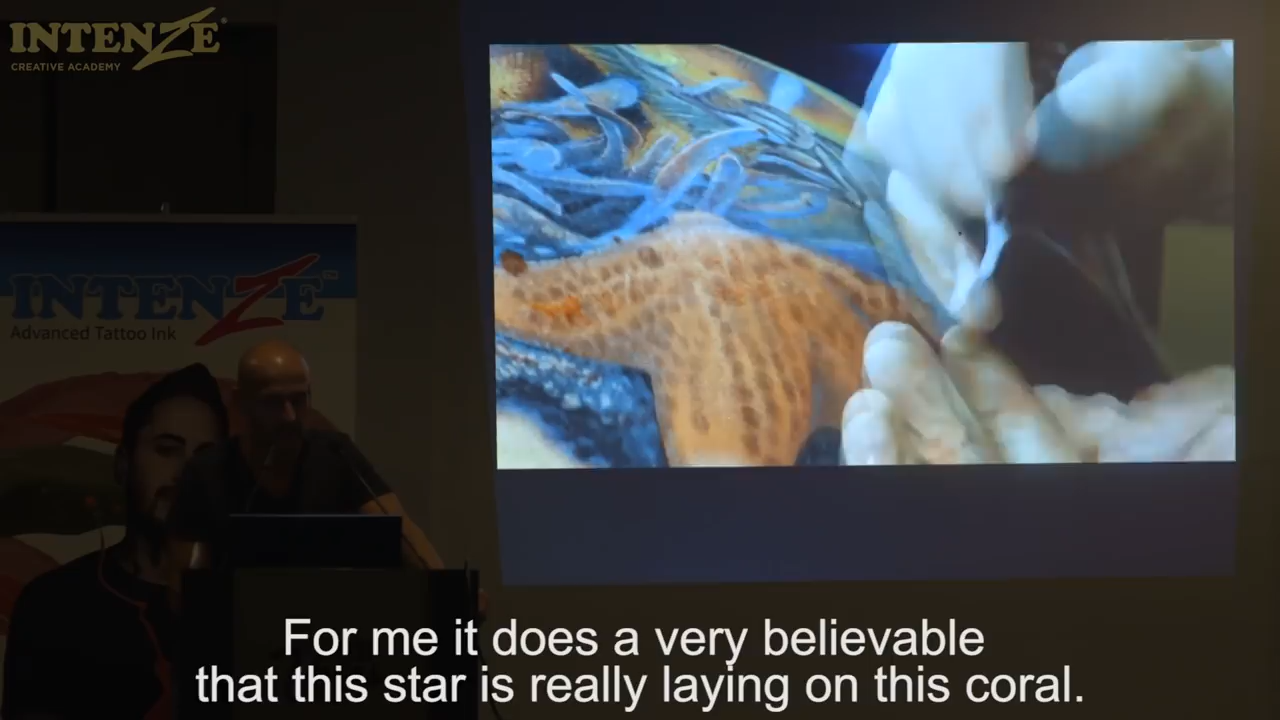 INTENZE
CREATIVE ACADEMY
INTENZE™
Advanced Tattoo Ink
For me it does a very believable
that this star is really laying on this coral.